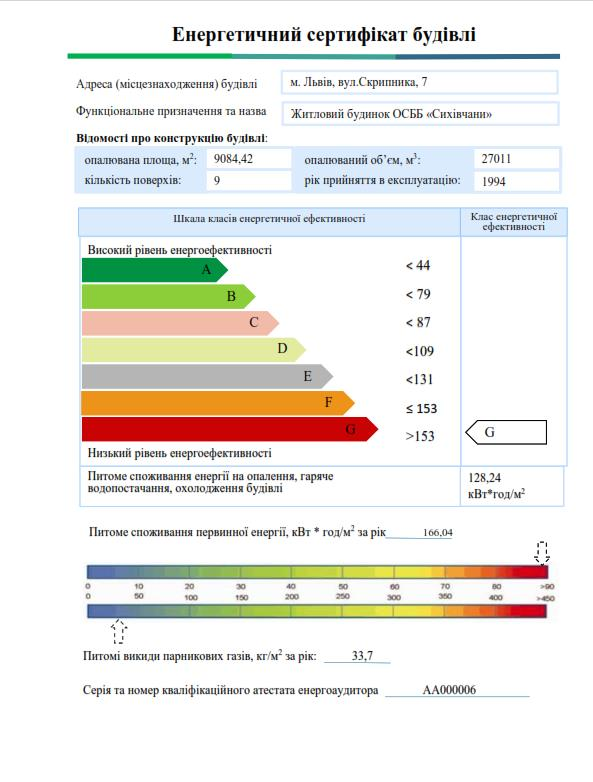 Енергетичний сертифікат будівлі
Адреса (місцезнаходження) будівлі
м. Львів, вул.Скрипника, 7
Функціональне призначення та назва
Житловий будинок ОСББ «Сихівчани»
Відомості про конструкцію будівлі:
опалювана площа, м²: 9084,42 опалюваний об’єм, м³: 27011
кількість поверхів: 9 рік прийняття в експлуатацію: 1994
Шкала класів енергетичної ефективності
Клас енергетичної
ефективності
Високий рівень енергоефективності
A < 44
B < 79
C < 87
D <109
E <131
F ≤ 153
G >153 G
Низький рівень енергоефективності
Питоме споживання енергії на опалення, гаряче
водопостачання, охолодження будівлі
128,24
кВт*год/м²
Питоме споживання первинної енергії, кВт * год/м² за рік 166,04
0 10 20 30 40 50 60 70 80 >90
0 50 100 150 200 250 300 350 400 >450
Питомі викиди парникових газів, кг/м² за рік: 33,7
Серія та номер кваліфікаційного атестата енергоаудитора АА000006